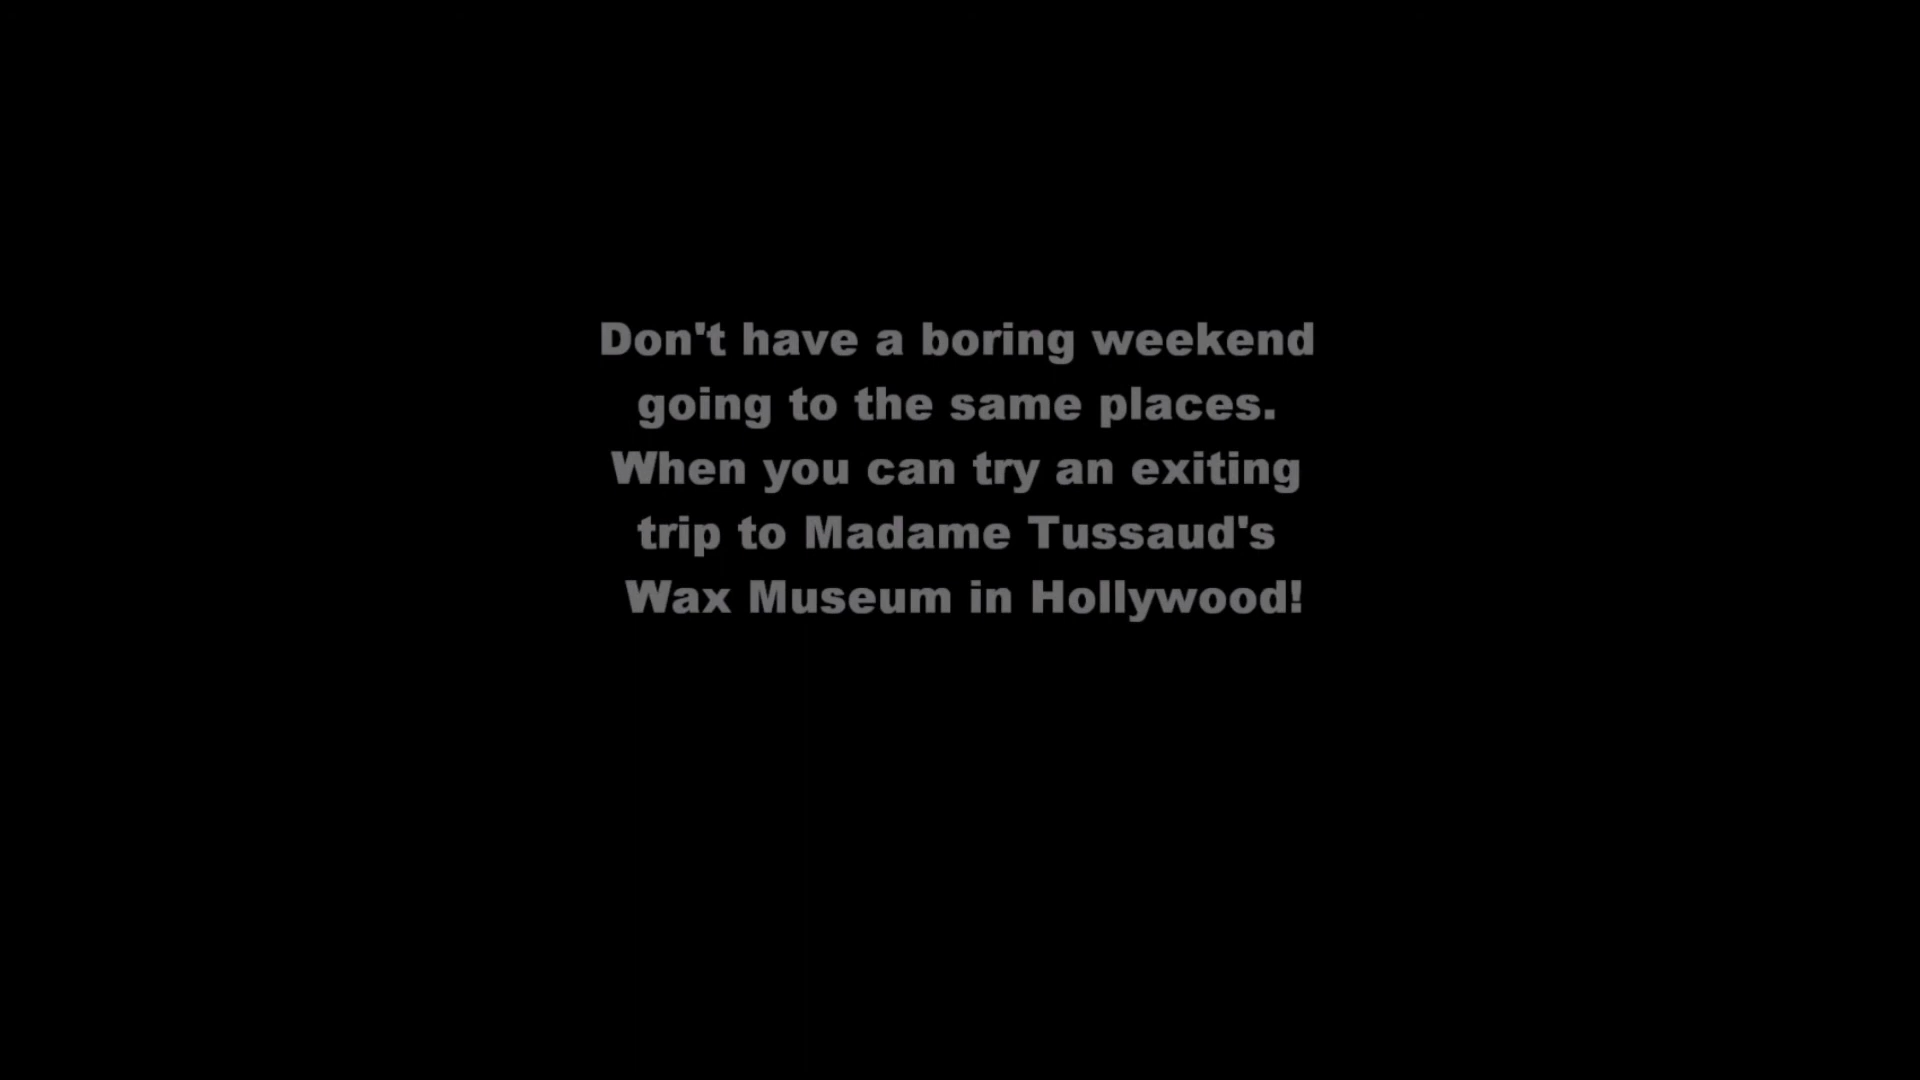 Don't have a boring weekend
going to the same places.
When you can try an exiting
trip to Madame Tussaud's
Wax Museum in Hollywood!